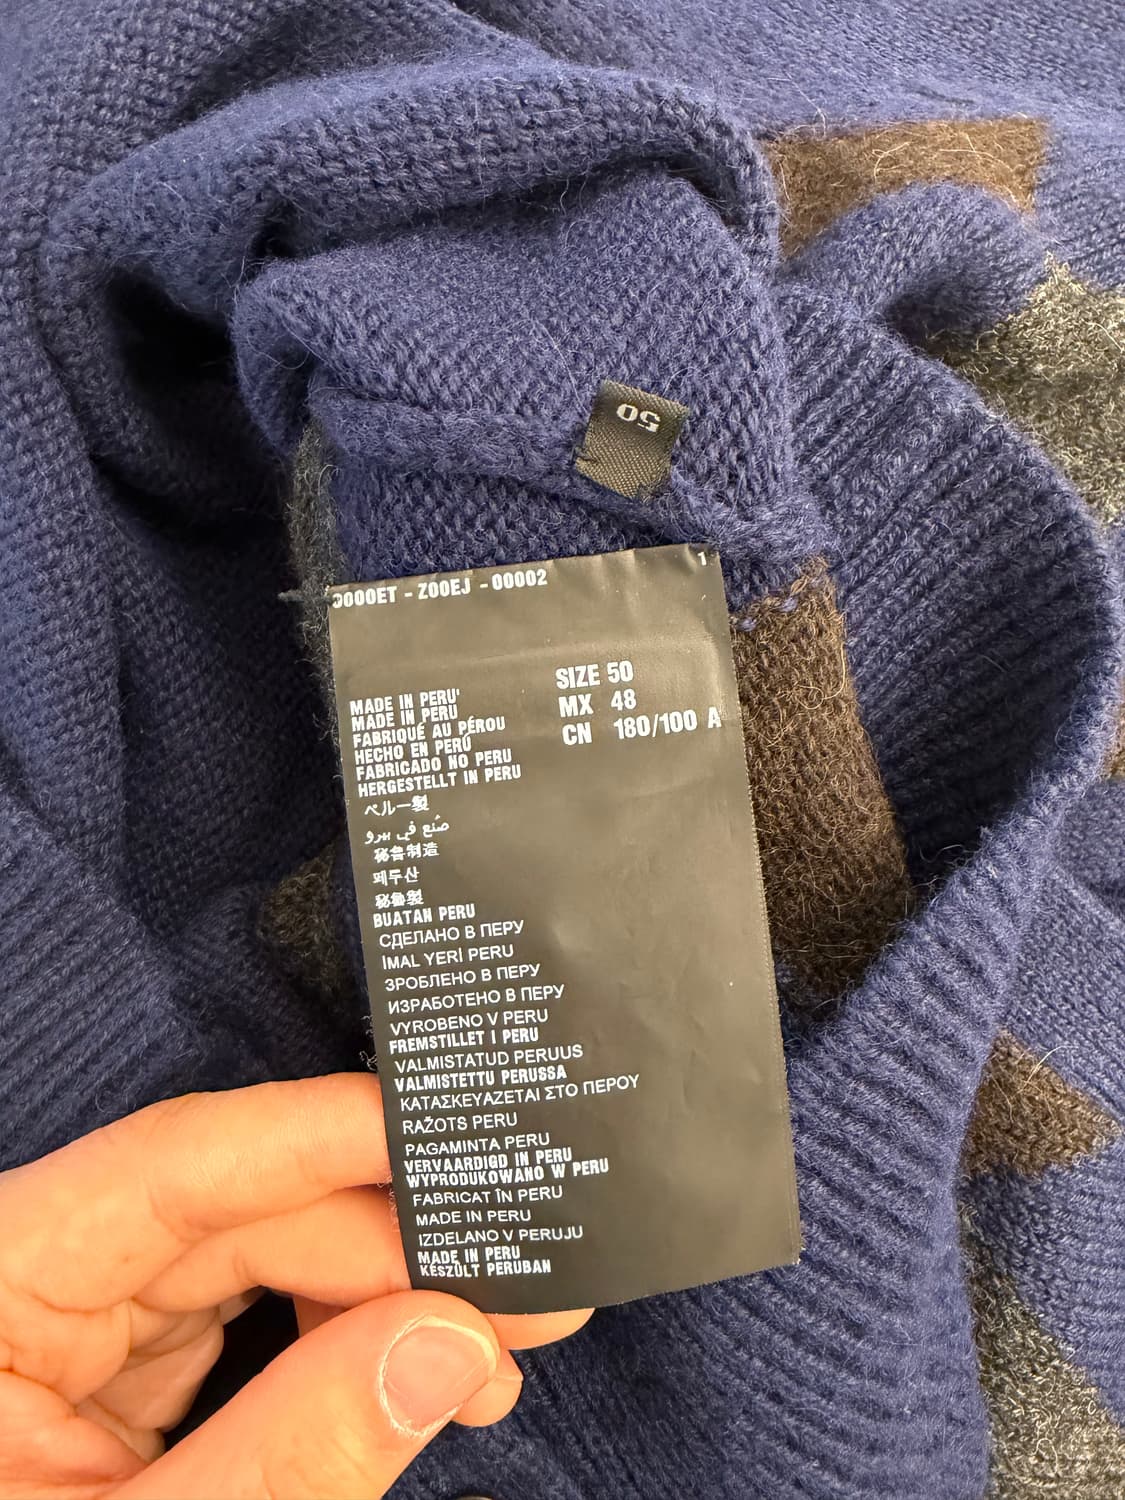 50
0000ET - Z00EJ - 00002
1
SIZE 50
MX 48
CN 180/100 A
MADE IN PERU'
MADE IN PERU
FABRIQUÉ AU PÉROU
HECHO EN PERÚ
FABRICADO NO PERU
HERGESTELLT IN PERU
ペルー製
صُنع في بيرو
秘鲁制造
페루산
秘魯製
BUATAN PERU
СДЕЛАНО В ПЕРУ
İMAL YERİ PERU
ЗРОБЛЕНО В ПЕРУ
ИЗРАБОТЕНО В ПЕРУ
VYROBENO V PERU
FREMSTILLET I PERU
VALMISTATUD PERUUS
VALMISTETTU PERUSSA
ΚΑΤΑΣΚΕΥΑΖΕΤΑΙ ΣΤΟ ΠΕΡΟΥ
RAŽOTS PERU
PAGAMINTA PERU
VERVAARDIGD IN PERU
WYPRODUKOWANO W PERU
FABRICAT ÎN PERU
MADE IN PERU
IZDELANO V PERUJU
MADE IN PERU
KÉSZÜLT PERUBAN